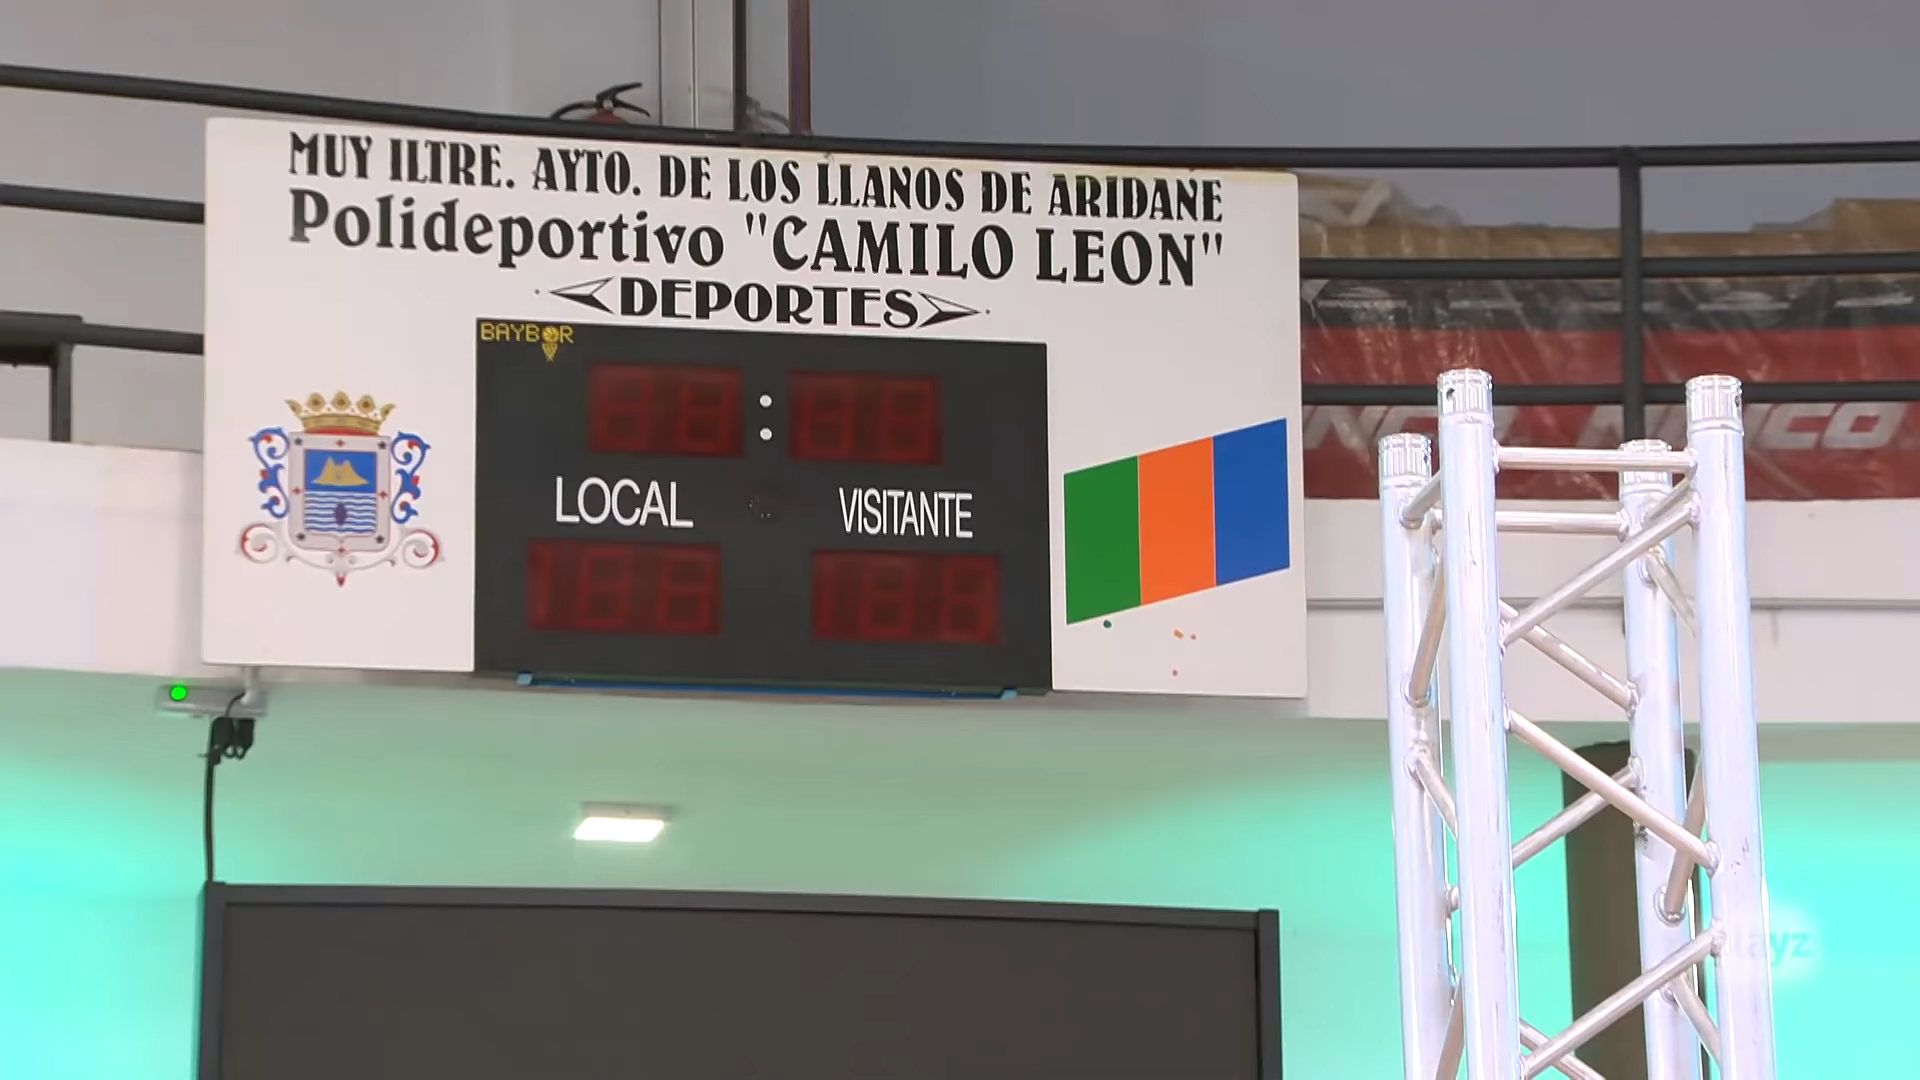 MUY ILTRE. AYTO. DE LOS LLANOS DE ARIDANE
Polideportivo "CAMILO LEON"
DEPORTES
BAYBOR
LOCAL
VISITANTE